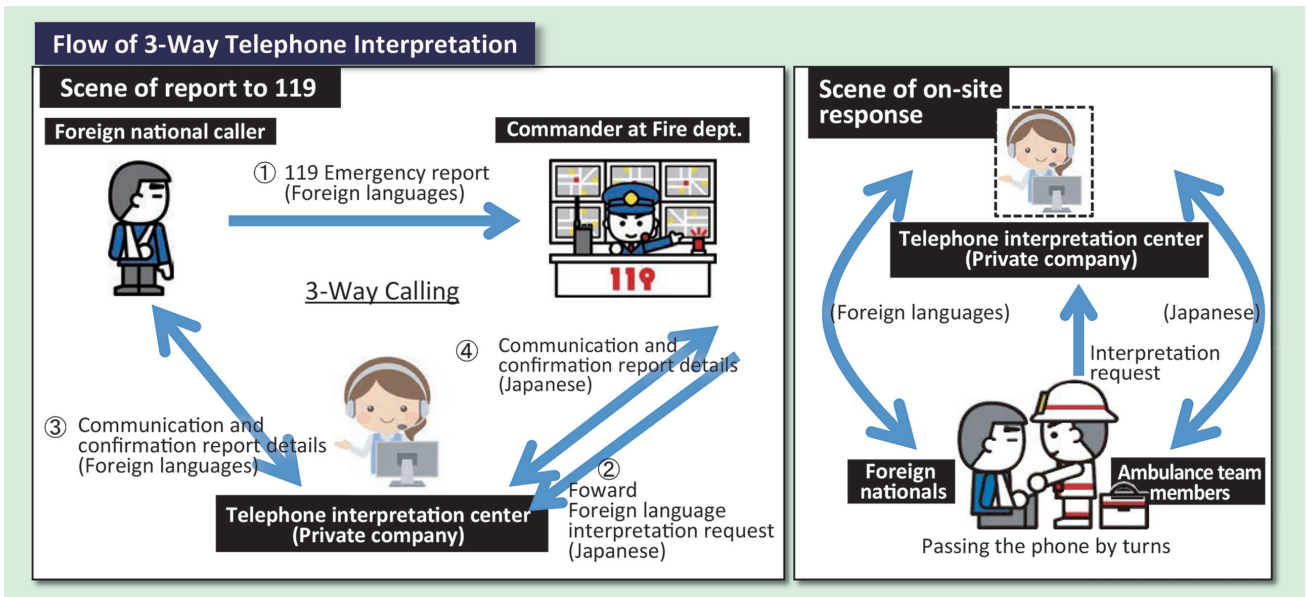 Flow of 3-Way Telephone Interpretation
Scene of report to 119
Foreign national caller
Commander at Fire dept.
① 119 Emergency report
(Foreign languages)
119
3-Way Calling
④ Communication and
confirmation report details
(Japanese)
③ Communication and
confirmation report details
(Foreign languages)
②
Foward
Foreign language
interpretation request
(Japanese)
Telephone interpretation center
(Private company)
Scene of on-site
response
Telephone interpretation center
(Private company)
(Foreign languages)
(Japanese)
Interpretation
request
Foreign
nationals
Ambulance team
members
Passing the phone by turns